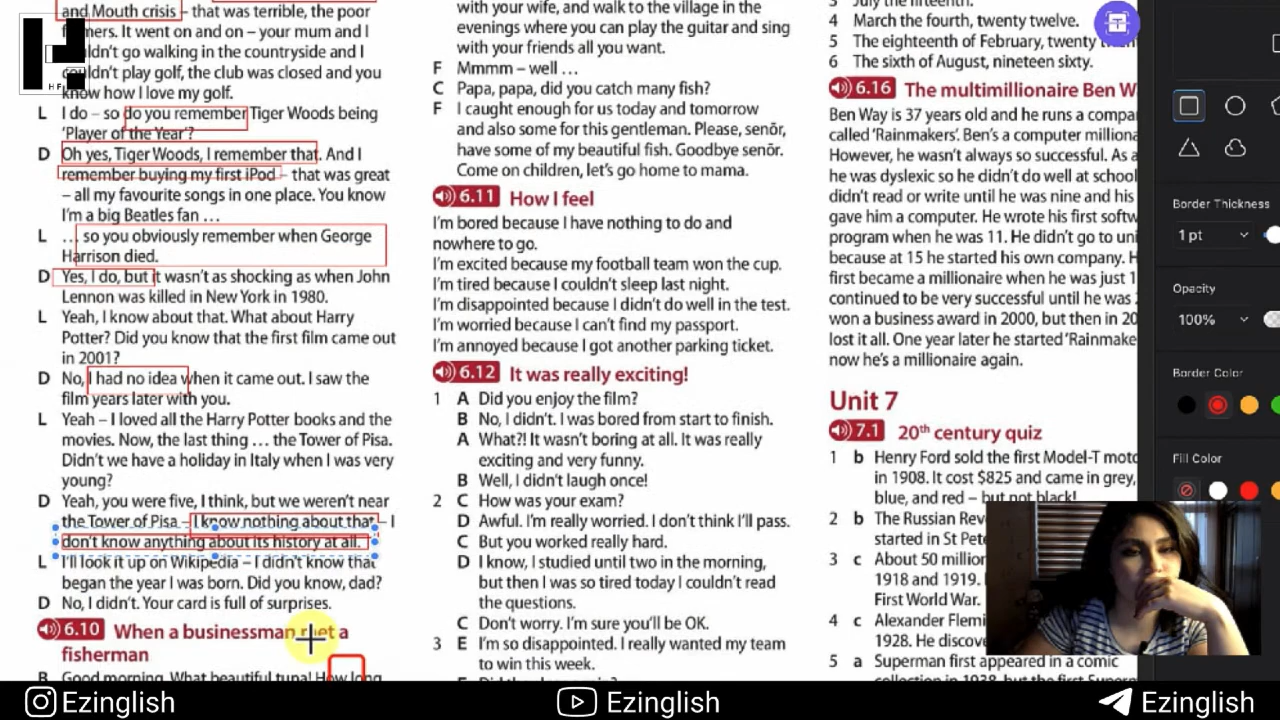 and Mouth crisis – that was terrible, the poor
farmers. It went on and on – your mum and I
couldn't go walking in the countryside and I
couldn't play golf, the club was closed and you
know how I love my golf.
L I do – so do you remember Tiger Woods being
'Player of the Year'?
D Oh yes, Tiger Woods, I remember that. And I
remember buying my first iPod – that was great
– all my favourite songs in one place. You know
I'm a big Beatles fan …
L … so you obviously remember when George
Harrison died.
D Yes, I do, but it wasn't as shocking as when John
Lennon was killed in New York in 1980.
L Yeah, I know about that. What about Harry
Potter? Did you know that the first film came out
in 2001?
D No, I had no idea when it came out. I saw the
film years later with you.
L Yeah – I loved all the Harry Potter books and the
movies. Now, the last thing … the Tower of Pisa.
Didn't we have a holiday in Italy when I was very
young?
D Yeah, you were five, I think, but we weren't near
the Tower of Pisa – I know nothing about that – I
don't know anything about its history at all.
L I'll look it up on Wikipedia – I didn't know that
began the year I was born. Did you know, dad?
D No, I didn't. Your card is full of surprises.
6.10 When a businessman met a
fisherman
B Good morning. What beautiful tuna! How long
with your wife, and walk to the village in the
evenings where you can play the guitar and sing
with your friends all you want.
F Mmmm – well …
C Papa, papa, did you catch many fish?
F I caught enough for us today and tomorrow
and also some for this gentleman. Please, senõr,
have some of my beautiful fish. Goodbye senõr.
Come on children, let's go home to mama.
6.11 How I feel
I'm bored because I have nothing to do and
nowhere to go.
I'm excited because my football team won the cup.
I'm tired because I couldn't sleep last night.
I'm disappointed because I didn't do well in the test.
I'm worried because I can't find my passport.
I'm annoyed because I got another parking ticket.
6.12 It was really exciting!
1 A Did you enjoy the film?
B No, I didn't. I was bored from start to finish.
A What?! It wasn't boring at all. It was really
exciting and very funny.
B Well, I didn't laugh once!
2 C How was your exam?
D Awful. I'm really worried. I don't think I'll pass.
C But you worked really hard.
D I know, I studied until two in the morning,
but then I was so tired today I couldn't read
the questions.
C Don't worry. I'm sure you'll be OK.
3 E I'm so disappointed. I really wanted my team
to win this week.
3 July the fifteenth.
4 March the fourth, twenty twelve.
5 The eighteenth of February, twenty
6 The sixth of August, nineteen sixty.
6.16 The multimillionaire Ben W
Ben Way is 37 years old and he runs a compa
called 'Rainmakers'. Ben's a computer milliona
However, he wasn't always so successful. As a
he was dyslexic so he didn't do well at school
didn't read or write until he was nine and his
gave him a computer. He wrote his first softw
program when he was 11. He didn't go to uni
because at 15 he started his own company. H
first became a millionaire when he was just 1
continued to be very successful until he was
won a business award in 2000, but then in 20
lost it all. One year later he started 'Rainmake
now he's a millionaire again.
Unit 7
7.1 20th century quiz
1 b Henry Ford sold the first Model-T moto
in 1908. It cost $825 and came in grey,
blue, and red – but not black!
2 b The Russian Rev
started in St Pete
3 c About 50 million
1918 and 1919.
First World War.
4 c Alexander Flemi
1928. He discov
5 a Superman first appeared in a comic
Border Thickness
1 pt
Opacity
100%
Border Color
Fill Color
Ezinglish
Ezinglish
Ezinglish